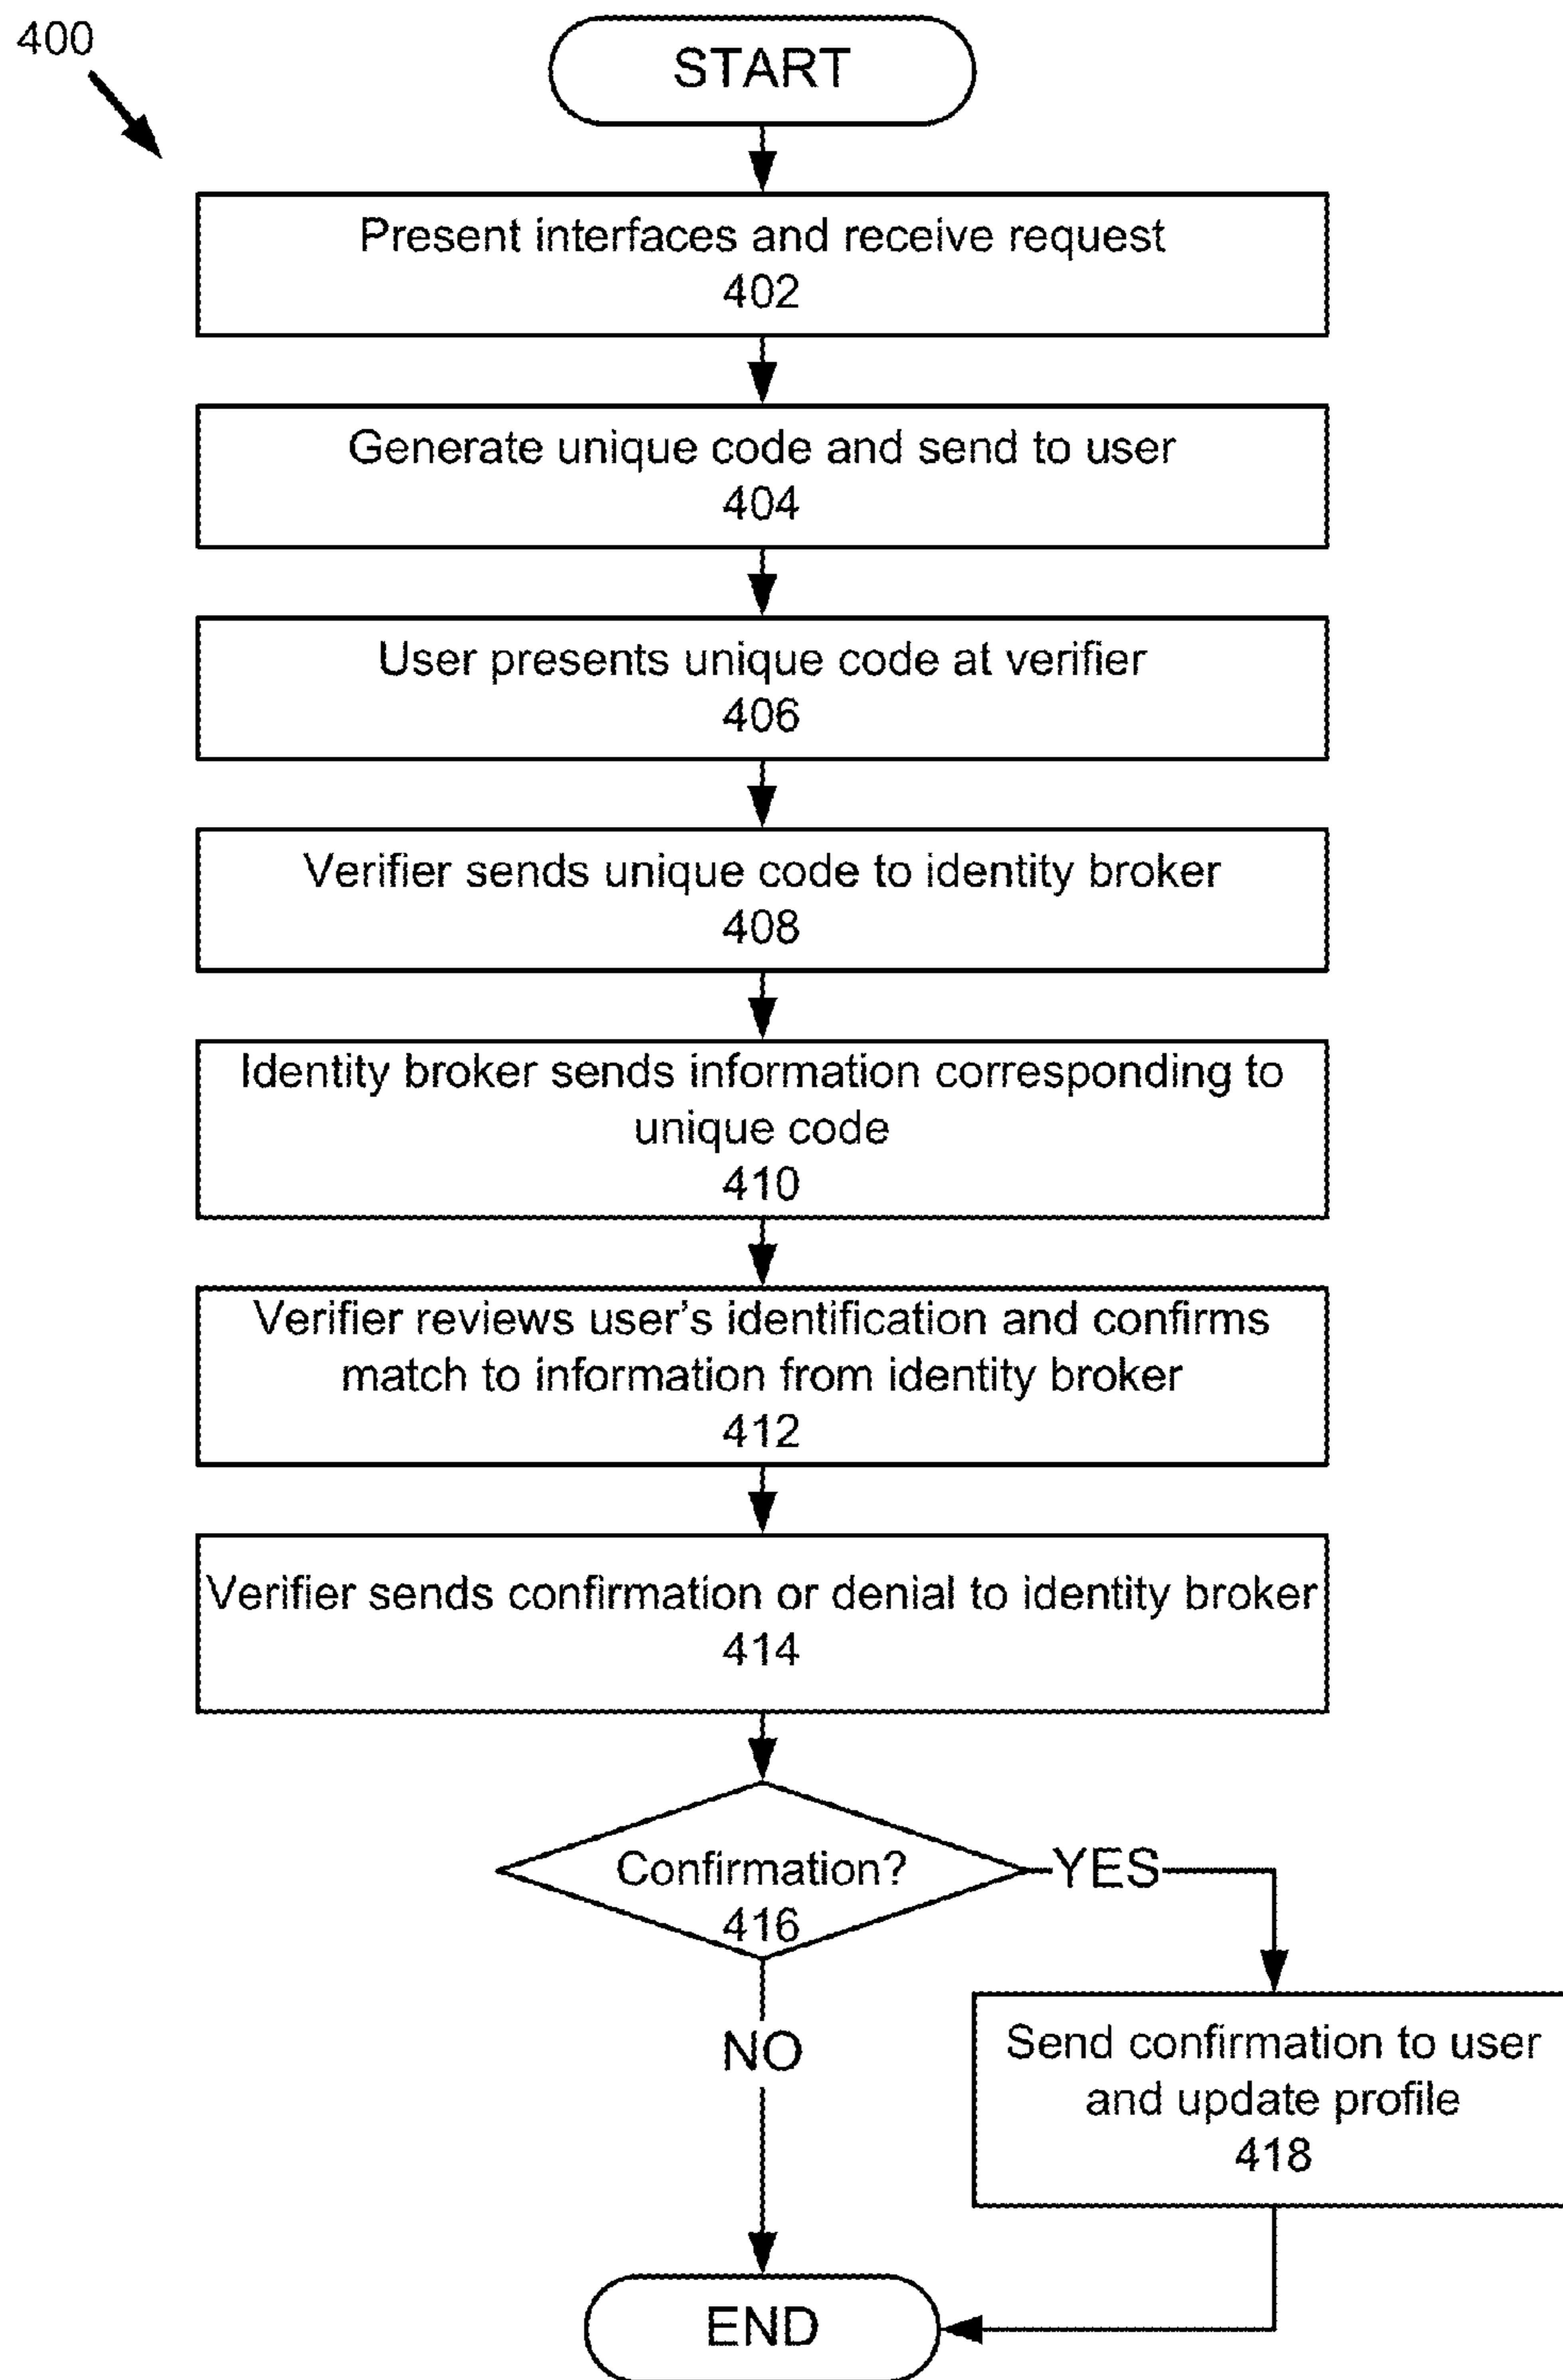 400
START
Present interfaces and receive request
402
Generate unique code and send to user
404
User presents unique code at verifier
406
Verifier sends unique code to identity broker
408
Identity broker sends information corresponding to
unique code
410
Verifier reviews user's identification and confirms
match to information from identity broker
412
Verifier sends confirmation or denial to identity broker
414
Confirmation?
416
YES
NO
Send confirmation to user
and update profile
418
END